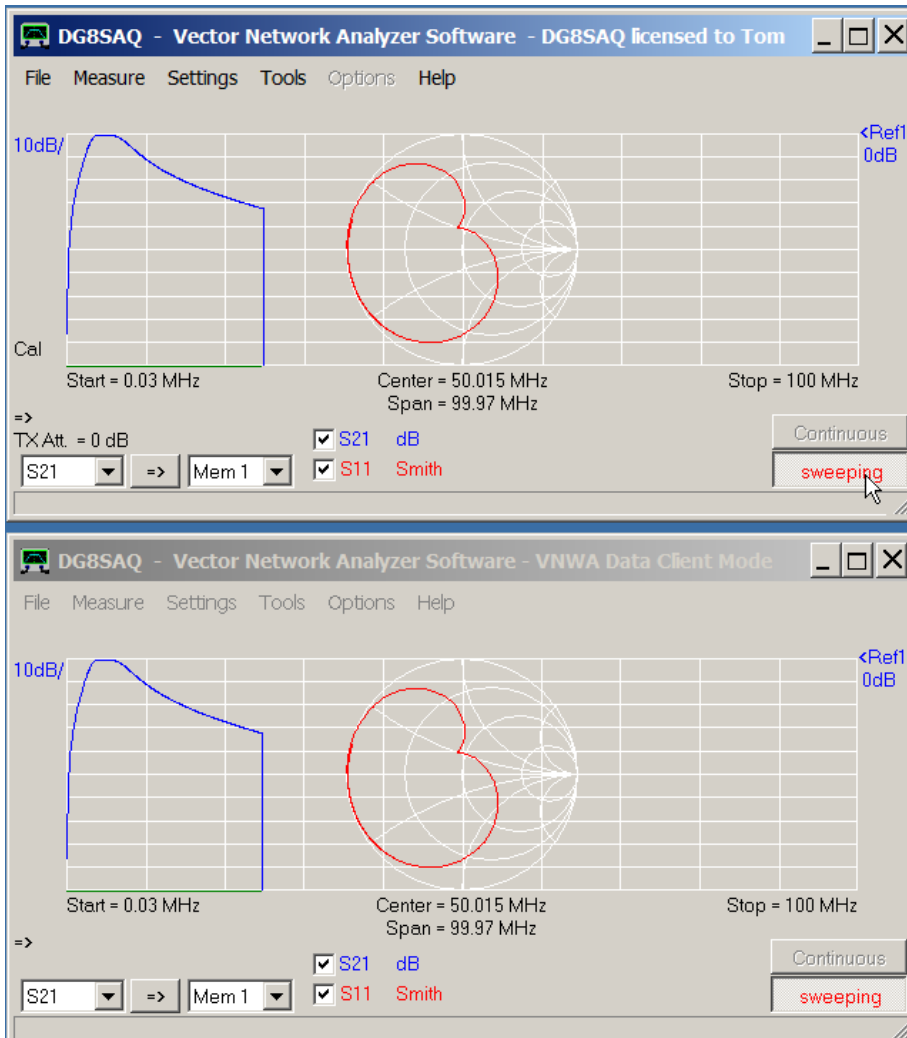 DG8SAQ - Vector Network Analyzer Software - DG8SAQ licensed to Tom
File Measure Settings Tools Options Help
10dB/
<Ref1
0dB
Cal
Start = 0.03 MHz
Center = 50.015 MHz
Stop = 100 MHz
Span = 99.97 MHz
=>
TX Att. = 0 dB
S21 dB
Continuous
S21
=>
Mem 1
S11 Smith
sweeping
DG8SAQ - Vector Network Analyzer Software - VNWA Data Client Mode
File Measure Settings Tools Options Help
10dB/
<Ref1
0dB
Start = 0.03 MHz
Center = 50.015 MHz
Stop = 100 MHz
Span = 99.97 MHz
=>
S21 dB
Continuous
S21
=>
Mem 1
S11 Smith
sweeping